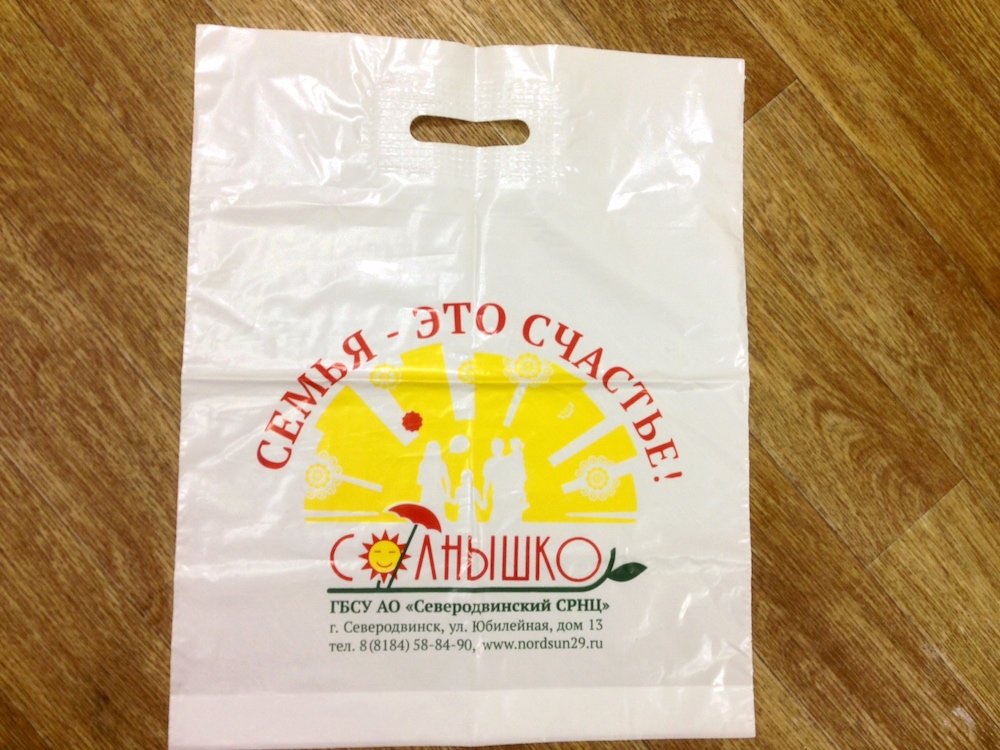 СЕМЬЯ - ЭТО СЧАСТЬЕ!
СОЛНЫШКО
ГБСУ АО «Северодвинский СРНЦ»
г. Северодвинск, ул. Юбилейная, дом 13
тел. 8(8184) 58-84-90, www.nordsun29.ru